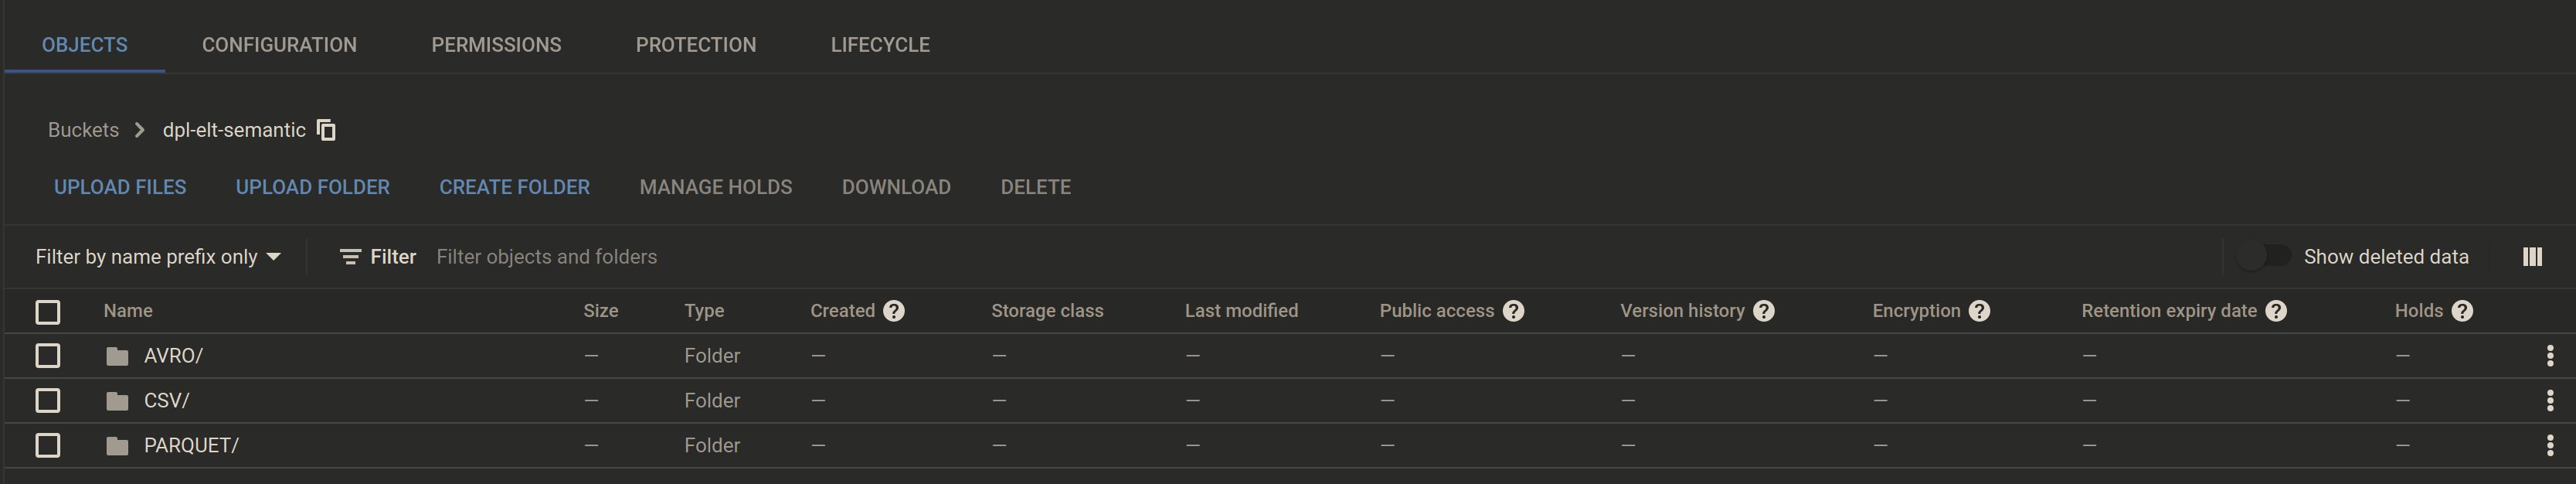 OBJECTS CONFIGURATION PERMISSIONS PROTECTION LIFECYCLE
Buckets > dpl-elt-semantic
UPLOAD FILES UPLOAD FOLDER CREATE FOLDER MANAGE HOLDS DOWNLOAD DELETE
Filter by name prefix only Filter Filter objects and folders Show deleted data
Name Size Type Created ? Storage class Last modified Public access ? Version history ? Encryption ? Retention expiry date ? Holds ?
AVRO/ — Folder — — — — — — — —
CSV/ — Folder — — — — — — — —
PARQUET/ — Folder — — — — — — — —